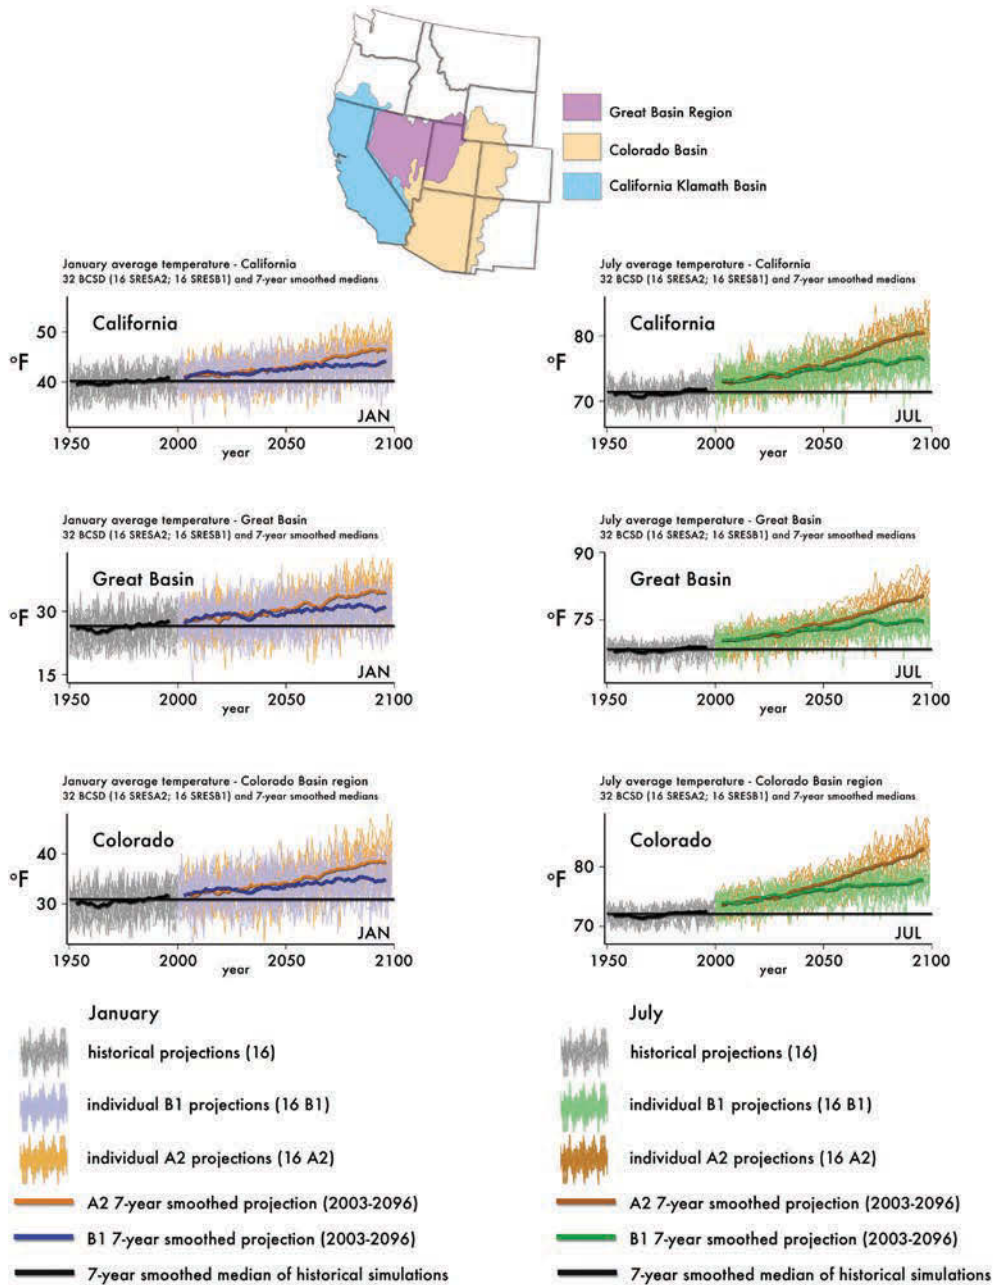 Great Basin Region
Colorado Basin
California Klamath Basin
January average temperature - California
32 BCSD (16 SRESA2; 16 SRESB1) and 7-year smoothed medians
California
50
°F
40
JAN
1950 2000 2050 2100
year
July average temperature - California
32 BCSD (16 SRESA2; 16 SRESB1) and 7-year smoothed medians
California
80
°F
70
JUL
1950 2000 2050 2100
year
January average temperature - Great Basin
32 BCSD (16 SRESA2; 16 SRESB1) and 7-year smoothed medians
Great Basin
30
°F
15
JAN
1950 2000 2050 2100
year
July average temperature - Great Basin
32 BCSD (16 SRESA2; 16 SRESB1) and 7-year smoothed medians
90
Great Basin
°F
75
JUL
1950 2000 2050 2100
year
January average temperature - Colorado Basin region
32 BCSD (16 SRESA2; 16 SRESB1) and 7-year smoothed medians
Colorado
40
°F
30
JAN
1950 2000 2050 2100
year
July average temperature - Colorado Basin region
32 BCSD (16 SRESA2; 16 SRESB1) and 7-year smoothed medians
Colorado
80
°F
70
JUL
1950 2000 2050 2100
year
January
historical projections (16)
individual B1 projections (16 B1)
individual A2 projections (16 A2)
A2 7-year smoothed projection (2003-2096)
B1 7-year smoothed projection (2003-2096)
7-year smoothed median of historical simulations
July
historical projections (16)
individual B1 projections (16 B1)
individual A2 projections (16 A2)
A2 7-year smoothed projection (2003-2096)
B1 7-year smoothed projection (2003-2096)
7-year smoothed median of historical simulations